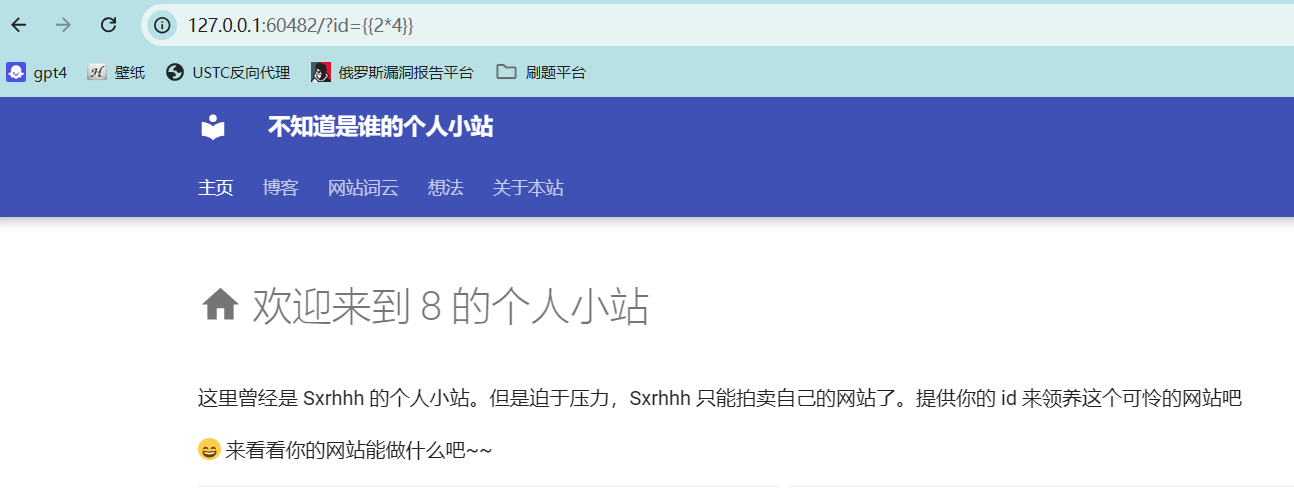 127.0.0.1:60482/?id={{2*4}}
gpt4 壁纸 USTC反向代理 俄罗斯漏洞报告平台 刷题平台
不知道是谁的个人小站
主页 博客 网站词云 想法 关于本站
欢迎来到 8 的个人小站
这里曾经是 Sxrhhh 的个人小站。但是迫于压力，Sxrhhh 只能拍卖自己的网站了。提供你的 id 来领养这个可怜的网站吧
😄 来看看你的网站能做什么吧~~